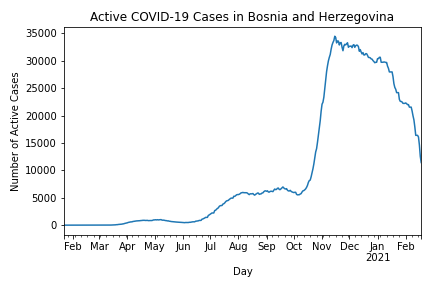 Active COVID-19 Cases in Bosnia and Herzegovina
Number of Active Cases
35000
30000
25000
20000
15000
10000
5000
0
Feb Mar Apr May Jun Jul Aug Sep Oct Nov Dec Jan Feb
2021
Day